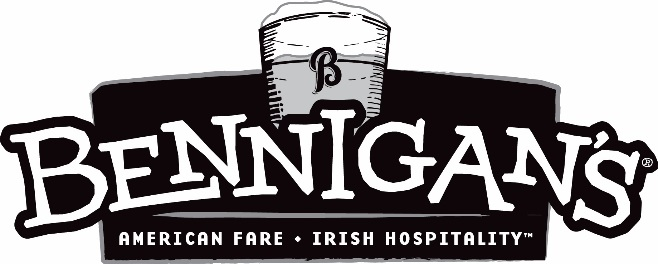 B
BENNIGAN'S®
AMERICAN FARE • IRISH HOSPITALITY™